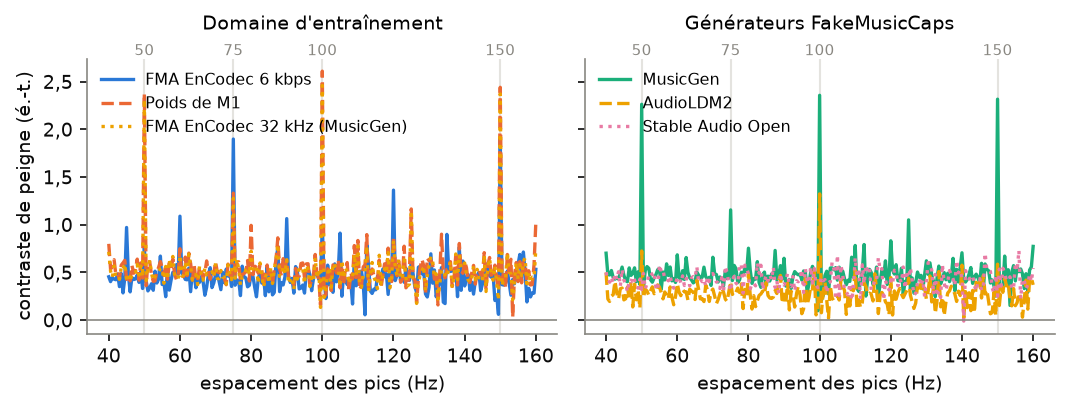 Domaine d'entraînement
50 75 100 150
FMA EnCodec 6 kbps
Poids de M1
FMA EnCodec 32 kHz (MusicGen)
contraste de peigne (é.-t.)
2,5
2,0
1,5
1,0
0,5
0,0
40 60 80 100 120 140 160
espacement des pics (Hz)
Générateurs FakeMusicCaps
50 75 100 150
MusicGen
AudioLDM2
Stable Audio Open
40 60 80 100 120 140 160
espacement des pics (Hz)